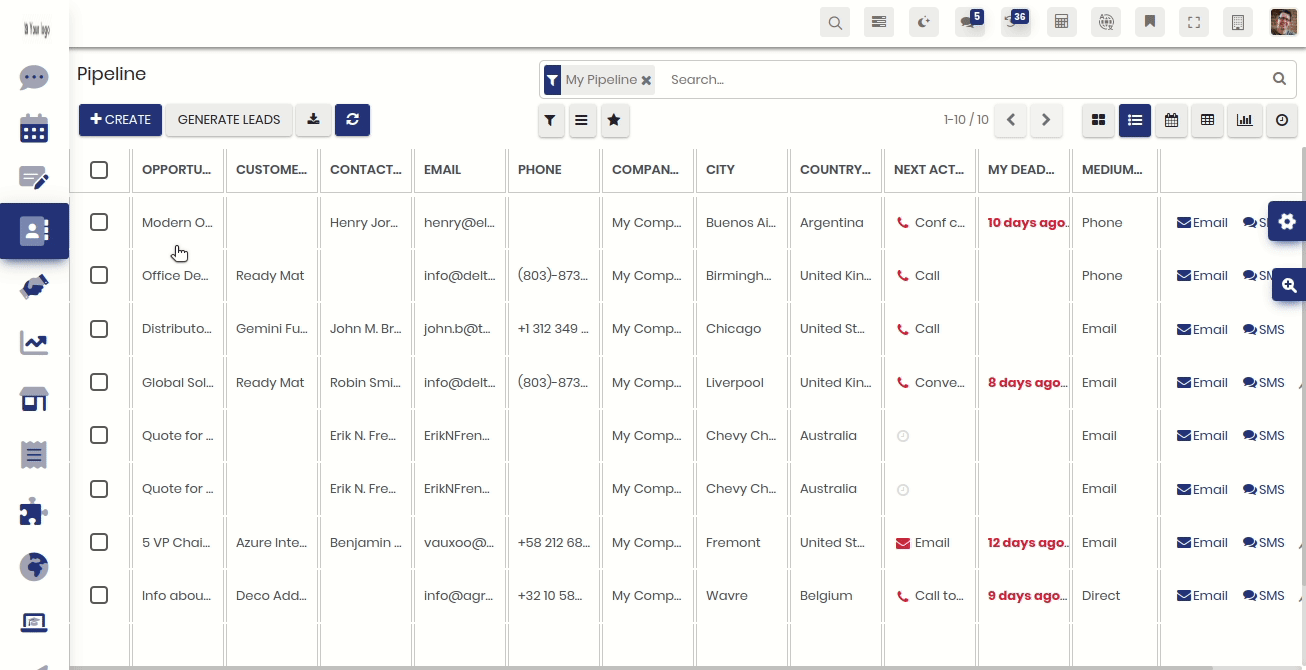 Your logo
5
36
Pipeline
My Pipeline
Search...
CREATE
GENERATE LEADS
1-10 / 10
OPPORTU... CUSTOME... CONTACT... EMAIL PHONE COMPAN... CITY COUNTRY... NEXT ACT... MY DEAD... MEDIUM...
Modern O... Henry Jor... henry@el... My Comp... Buenos Ai... Argentina Conf c... 10 days ago... Phone Email
Office De... Ready Mat info@delt... (803)-873... My Comp... Birmingh... United Kin... Call Phone Email
Distributo... Gemini Fu... John M. Br... john.b@t... +1 312 349 ... My Comp... Chicago United St... Call Email Email SMS
Global Sol... Ready Mat Robin Smi... info@delt... (803)-873... My Comp... Liverpool United Kin... Conve... 8 days ago... Email Email SMS
Quote for ... Erik N. Fre... ErikNFren... My Comp... Chevy Ch... Australia Email Email SMS
Quote for ... Erik N. Fre... ErikNFren... My Comp... Chevy Ch... Australia Email Email SMS
5 VP Chai... Azure Inte... Benjamin ... vauxoo@... +58 212 68... My Comp... Fremont United St... Email 12 days ago... Email Email SMS
Info abou... Deco Add... info@agr... +32 10 58... My Comp... Wavre Belgium Call to... 9 days ago... Direct Email SMS